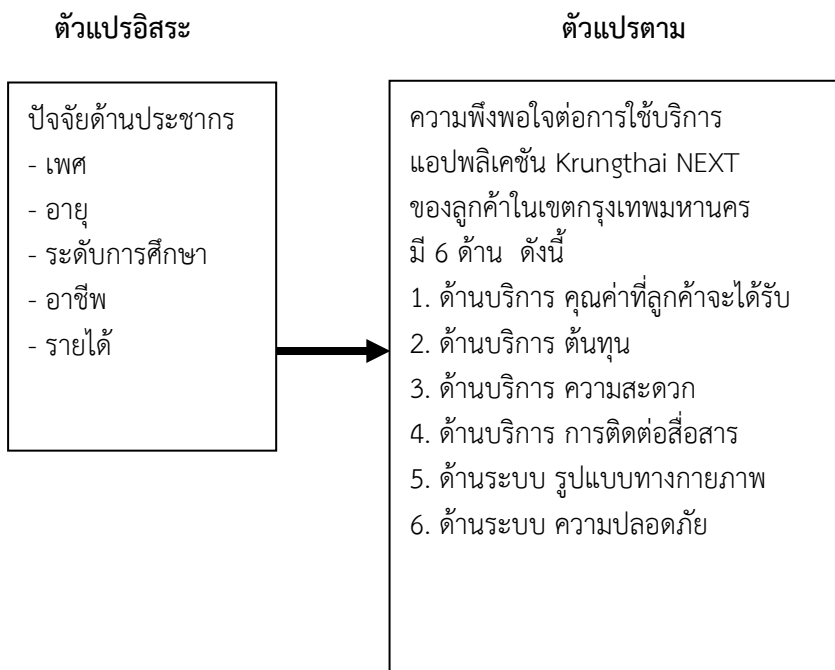 ตัวแปรอิสระ
ตัวแปรตาม
ปัจจัยด้านประชากร
- เพศ
- อายุ
- ระดับการศึกษา
- อาชีพ
- รายได้
ความพึงพอใจต่อการใช้บริการ
แอปพลิเคชัน Krungthai NEXT
ของลูกค้าในเขตกรุงเทพมหานคร
มี 6 ด้าน ดังนี้
1. ด้านบริการ คุณค่าที่ลูกค้าจะได้รับ
2. ด้านบริการ ต้นทุน
3. ด้านบริการ ความสะดวก
4. ด้านบริการ การติดต่อสื่อสาร
5. ด้านระบบ รูปแบบทางกายภาพ
6. ด้านระบบ ความปลอดภัย